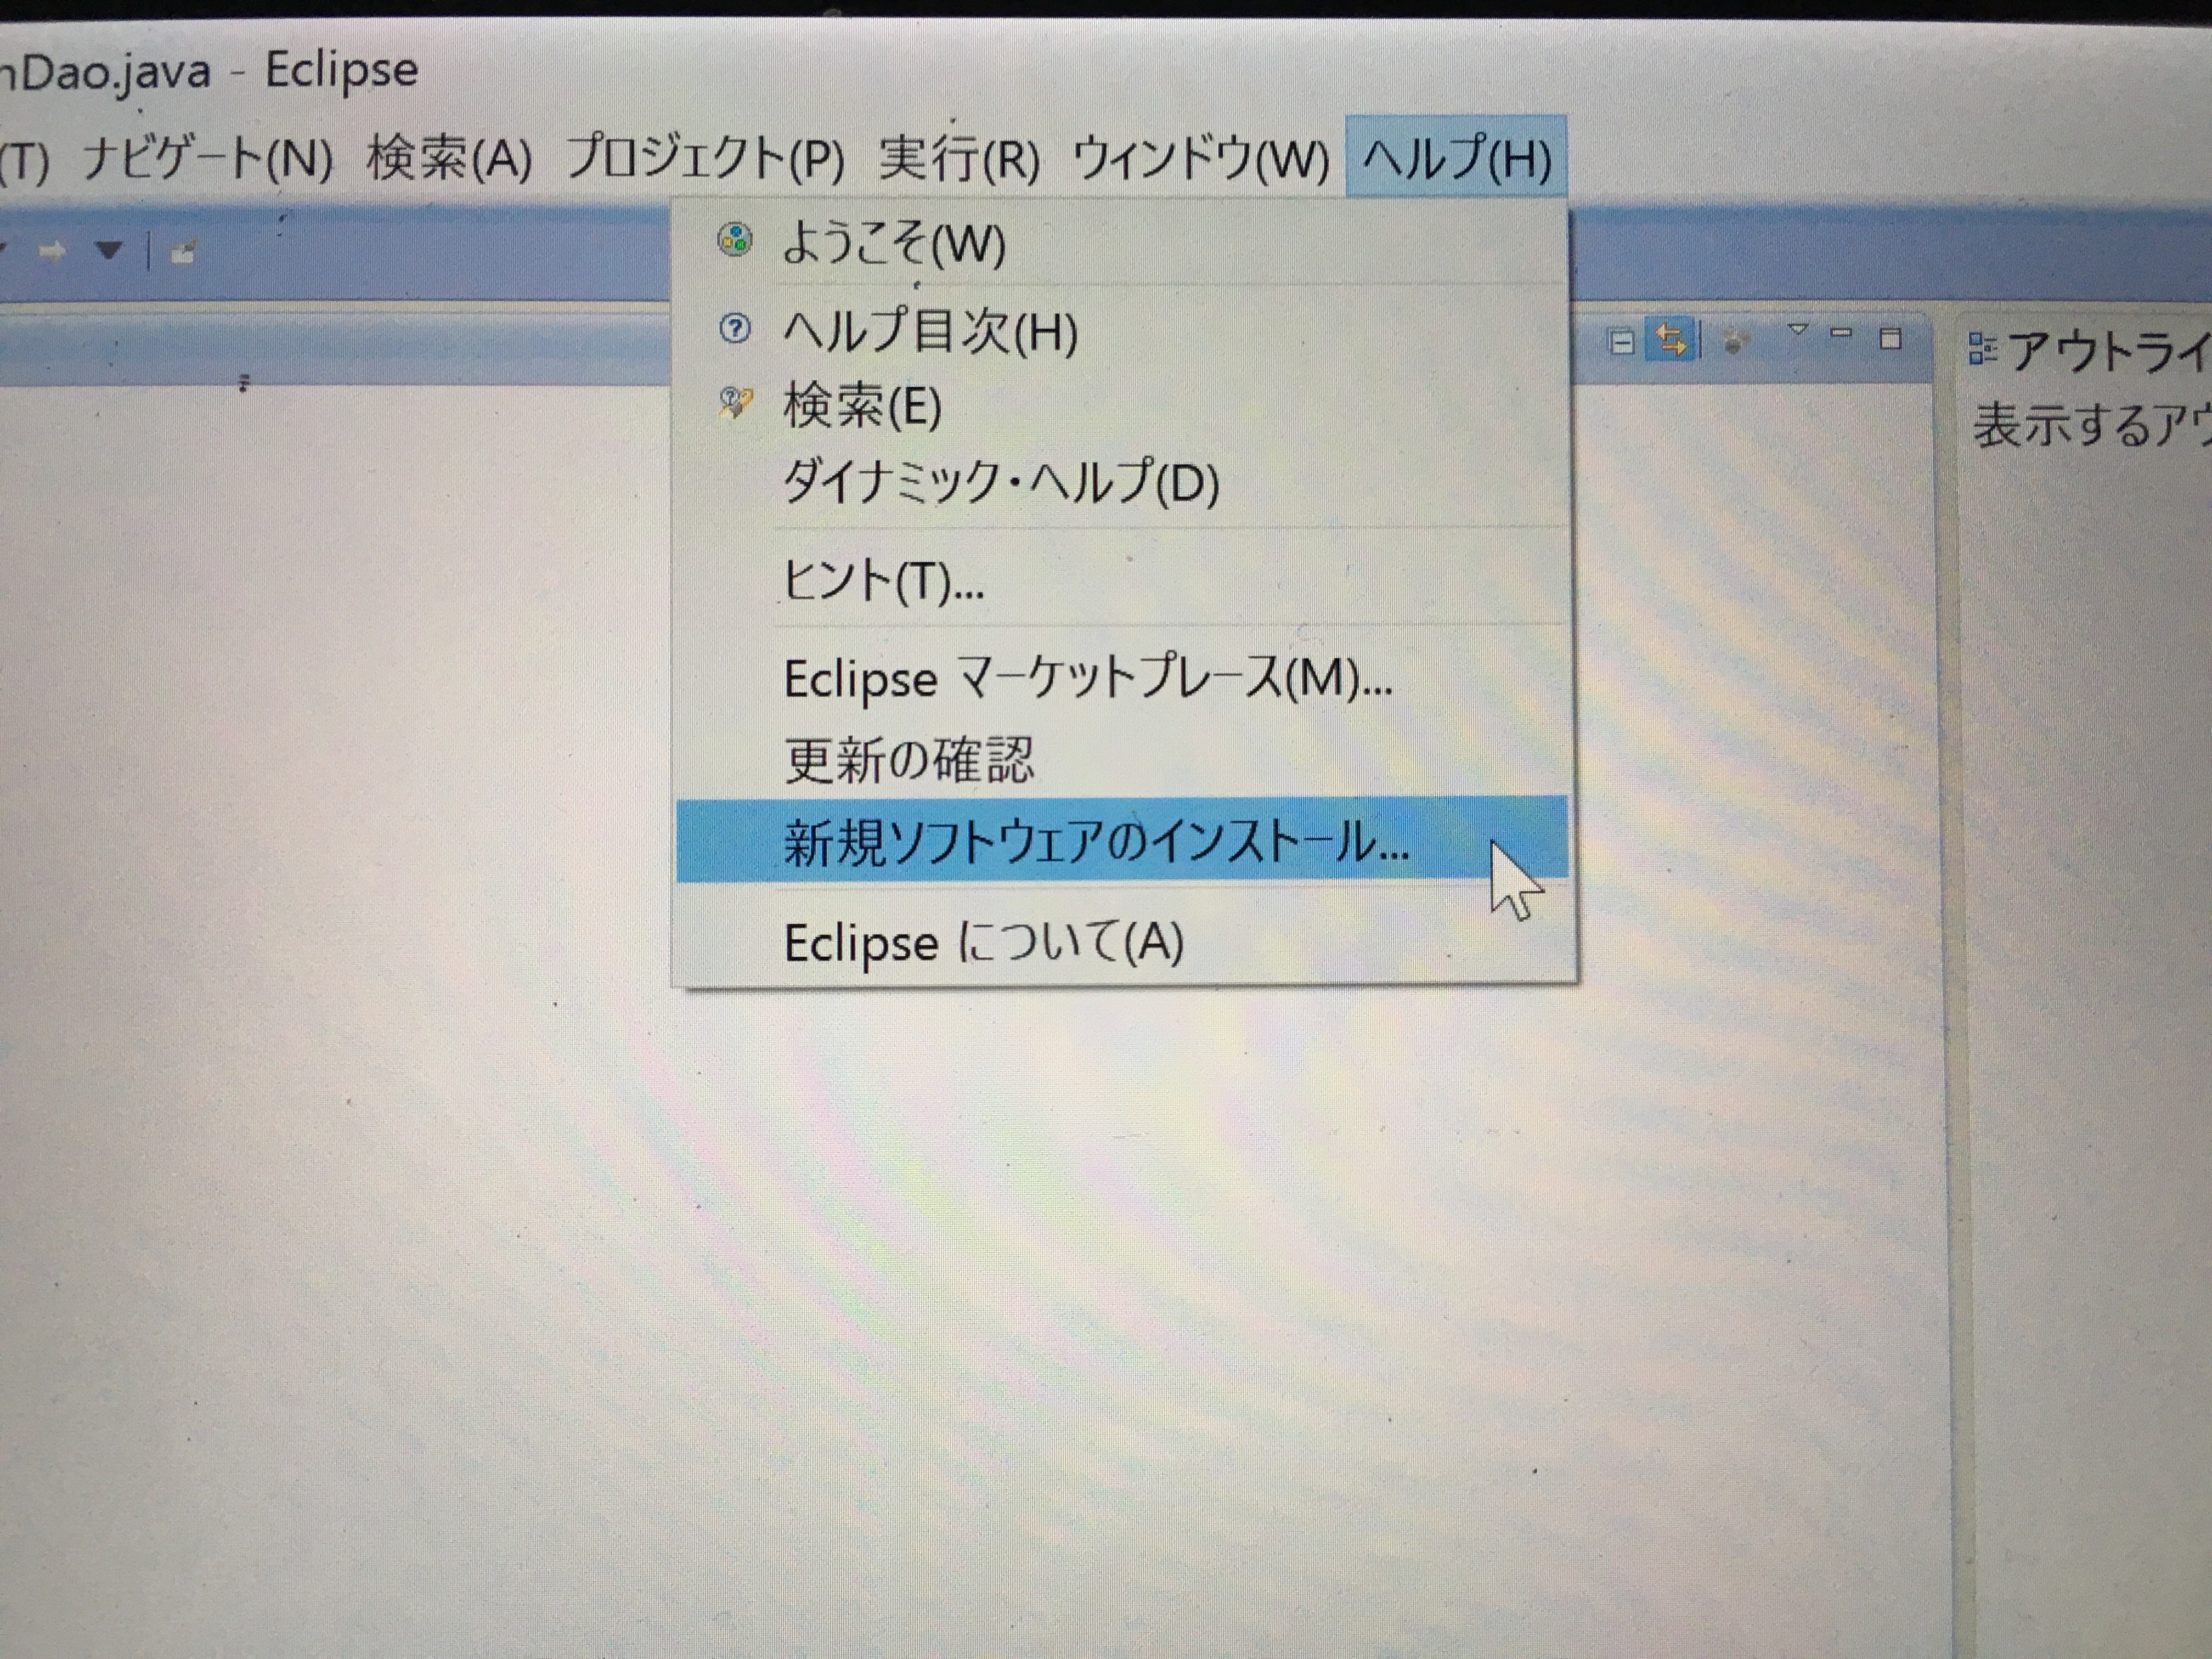 nDao.java - Eclipse
(T) ナビゲート(N) 検索(A) プロジェクト(P) 実行(R) ウィンドウ(W) ヘルプ(H)
ようこそ(W)
ヘルプ目次(H)
検索(E)
ダイナミック・ヘルプ(D)
ヒント(T)...
Eclipse マーケットプレース(M)...
更新の確認
新規ソフトウェアのインストール...
Eclipse について(A)
アウトライ
表示するアウ